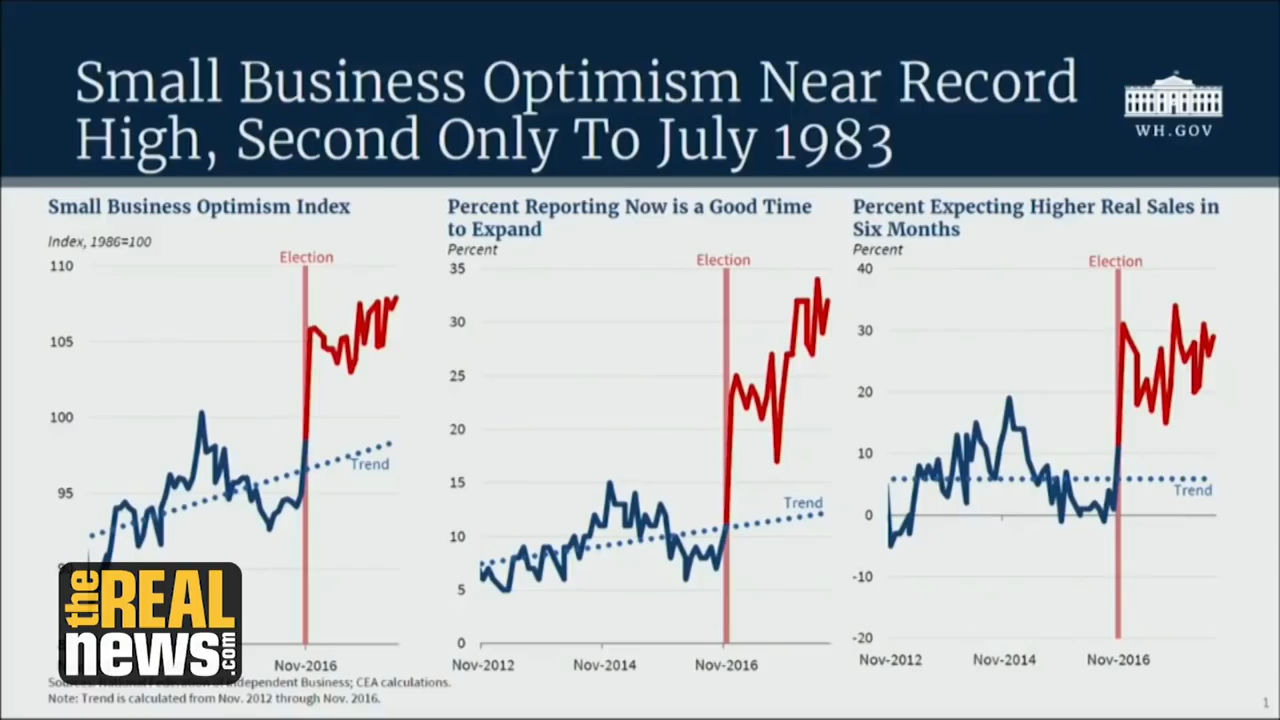 Small Business Optimism Near Record
High, Second Only To July 1983
WH.GOV
Small Business Optimism Index
Index, 1986=100
110
105
100
95
Election
Trend
Nov-2016
Percent Reporting Now is a Good Time
to Expand
Percent
35
30
25
20
15
10
5
0
Election
Trend
Nov-2012
Nov-2014
Nov-2016
Percent Expecting Higher Real Sales in
Six Months
Percent
40
30
20
10
0
-10
-20
Election
Trend
Nov-2012
Nov-2014
Nov-2016
the
REAL
news.com
Independent Business; CEA calculations.
Note: Trend is calculated from Nov. 2012 through Nov. 2016.
1